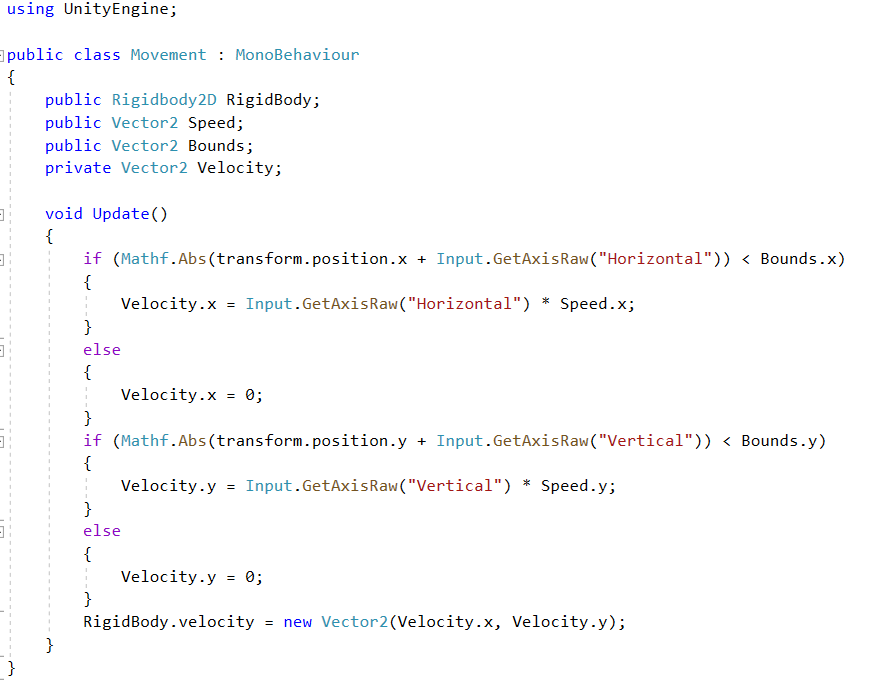 using UnityEngine;
public class Movement : MonoBehaviour
{
public Rigidbody2D RigidBody;
public Vector2 Speed;
public Vector2 Bounds;
private Vector2 Velocity;
void Update()
{
if (Mathf.Abs(transform.position.x + Input.GetAxisRaw("Horizontal")) < Bounds.x)
{
Velocity.x = Input.GetAxisRaw("Horizontal") * Speed.x;
}
else
{
Velocity.x = 0;
}
if (Mathf.Abs(transform.position.y + Input.GetAxisRaw("Vertical")) < Bounds.y)
{
Velocity.y = Input.GetAxisRaw("Vertical") * Speed.y;
}
else
{
Velocity.y = 0;
}
RigidBody.velocity = new Vector2(Velocity.x, Velocity.y);
}
}